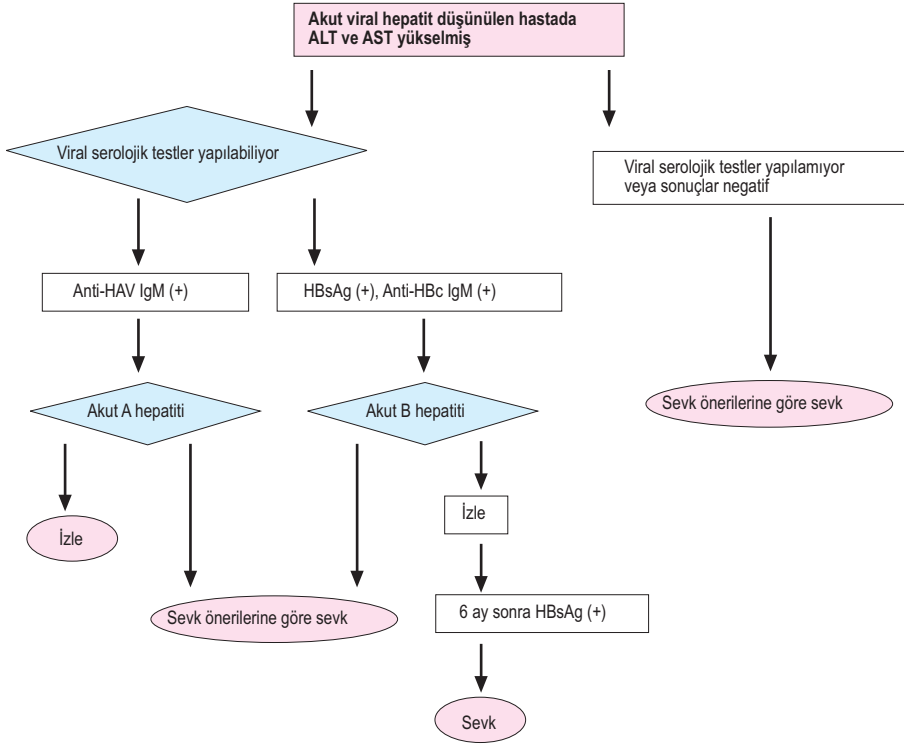 Akut viral hepatit düşünülen hastada
ALT ve AST yükselmiş
Viral serolojik testler yapılabiliyor
Viral serolojik testler yapılamıyor
veya sonuçlar negatif
Anti-HAV IgM (+)
HBsAg (+), Anti-HBc IgM (+)
Akut A hepatiti
Akut B hepatiti
Sevk önerilerine göre sevk
İzle
İzle
Sevk önerilerine göre sevk
6 ay sonra HBsAg (+)
Sevk